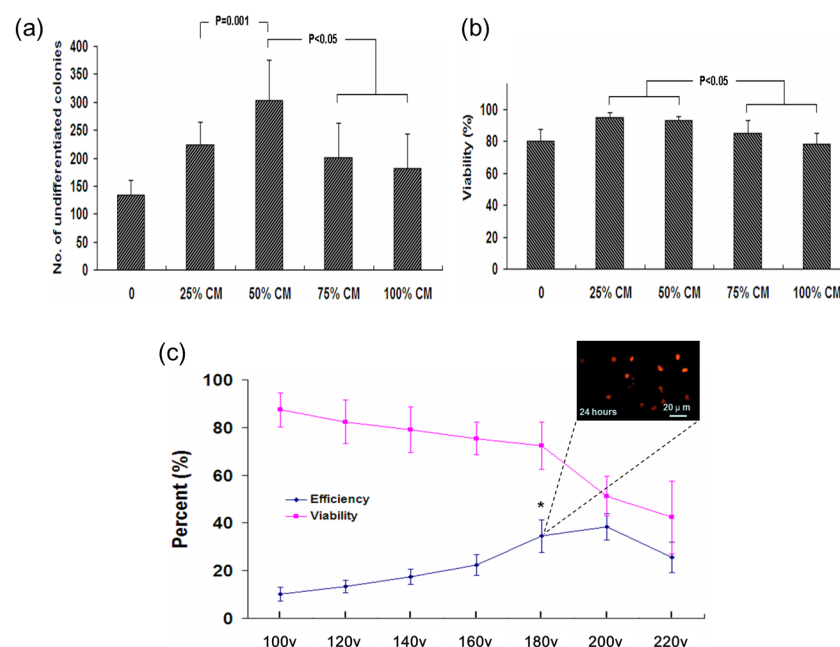 (a)
P=0.001
P<0.05
No. of undifferentiated colonies
400
350
300
250
200
150
100
50
0
0 25% CM 50% CM 75% CM 100% CM
(b)
P<0.05
Viability (%)
100
80
60
40
20
0
0 25% CM 50% CM 75% CM 100% CM
(c)
24 hours
20 μ m
Percent (%)
100
80
60
40
20
0
Efficiency
Viability
*
100v 120v 140v 160v 180v 200v 220v